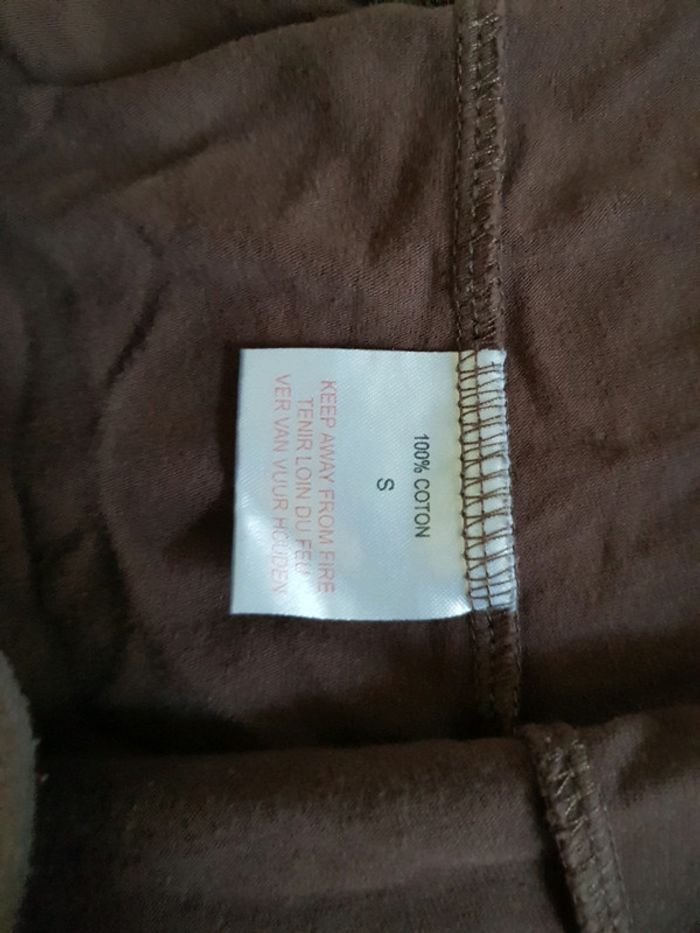 100% COTON
S
KEEP AWAY FROM FIRE
TENIR LOIN DU FEU
VER VAN VUUR HOUDEN